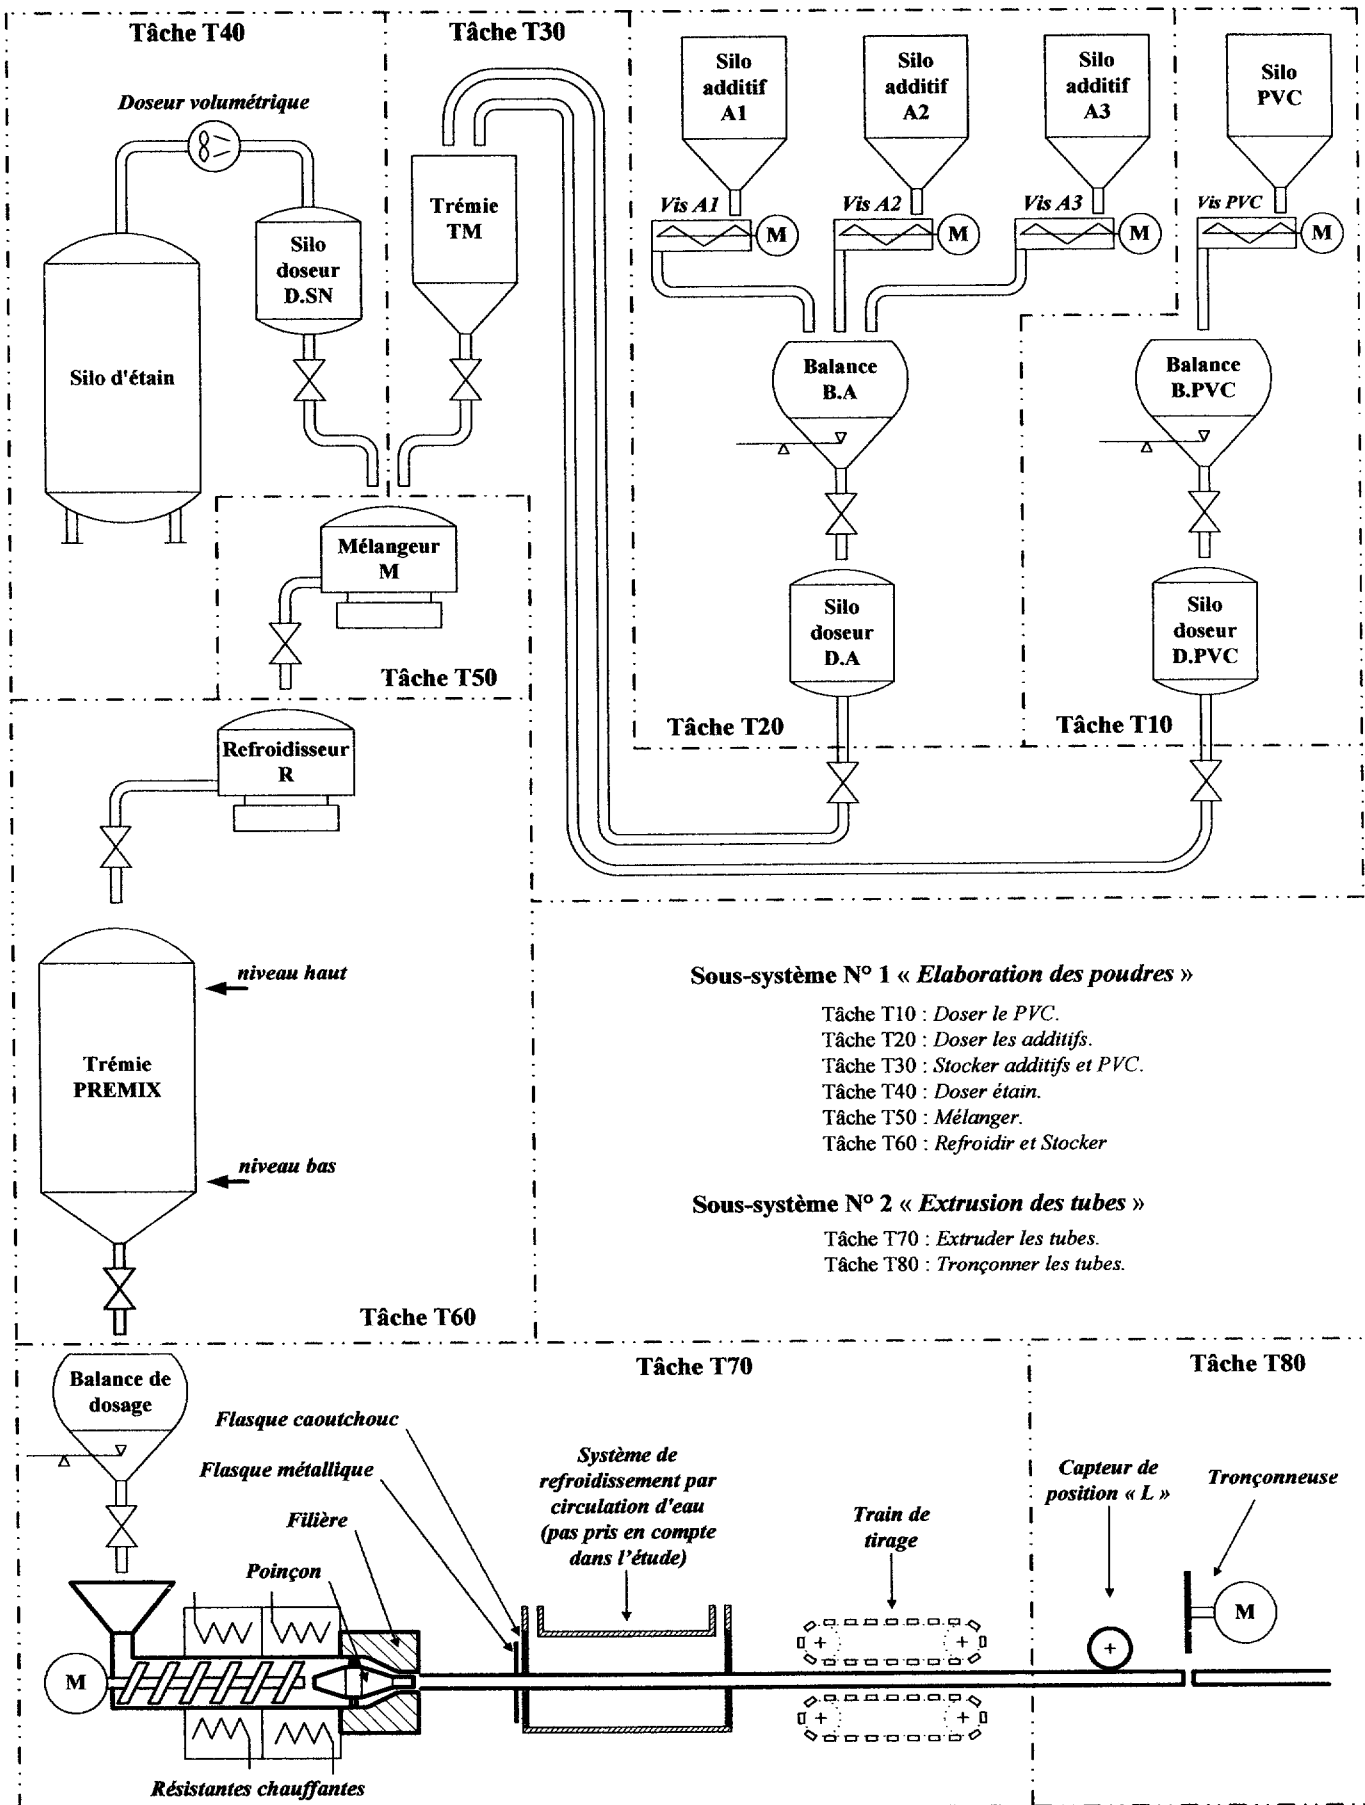 Tâche T40
Tâche T30
Doseur volumétrique
Silo
additif
A1
Silo
additif
A2
Silo
additif
A3
Silo
PVC
Trémie
TM
Vis A1
M
Vis A2
M
Vis A3
M
Vis PVC
M
Silo
doseur
D.SN
Silo d'étain
Balance
B.A
Balance
B.PVC
Mélangeur
M
Silo
doseur
D.A
Silo
doseur
D.PVC
Tâche T50
Tâche T20
Tâche T10
Refroidisseur
R
niveau haut
Trémie
PREMIX
niveau bas
Tâche T60
Sous-système N° 1 « Elaboration des poudres »
Tâche T10 : Doser le PVC.
Tâche T20 : Doser les additifs.
Tâche T30 : Stocker additifs et PVC.
Tâche T40 : Doser étain.
Tâche T50 : Mélanger.
Tâche T60 : Refroidir et Stocker
Sous-système N° 2 « Extrusion des tubes »
Tâche T70 : Extruder les tubes.
Tâche T80 : Tronçonner les tubes.
Tâche T70
Tâche T80
Balance de
dosage
Flasque caoutchouc
Flasque métallique
Filière
Poinçon
Système de
refroidissement par
circulation d'eau
(pas pris en compte
dans l'étude)
Train de
tirage
Capteur de
position « L »
Tronçonneuse
M
M
Résistantes chauffantes